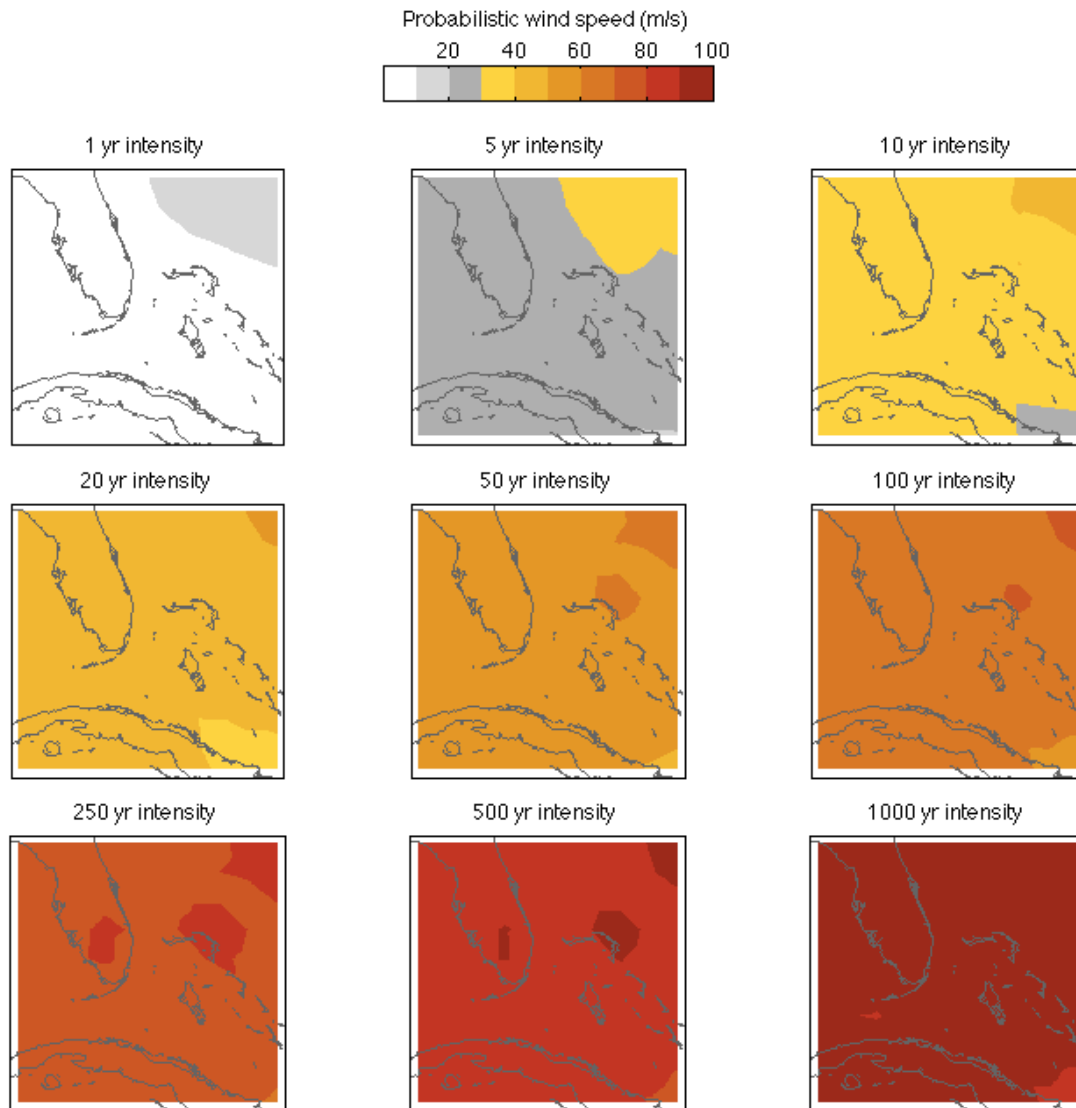 Probabilistic wind speed (m/s)
20 40 60 80 100
1 yr intensity
5 yr intensity
10 yr intensity
20 yr intensity
50 yr intensity
100 yr intensity
250 yr intensity
500 yr intensity
1000 yr intensity